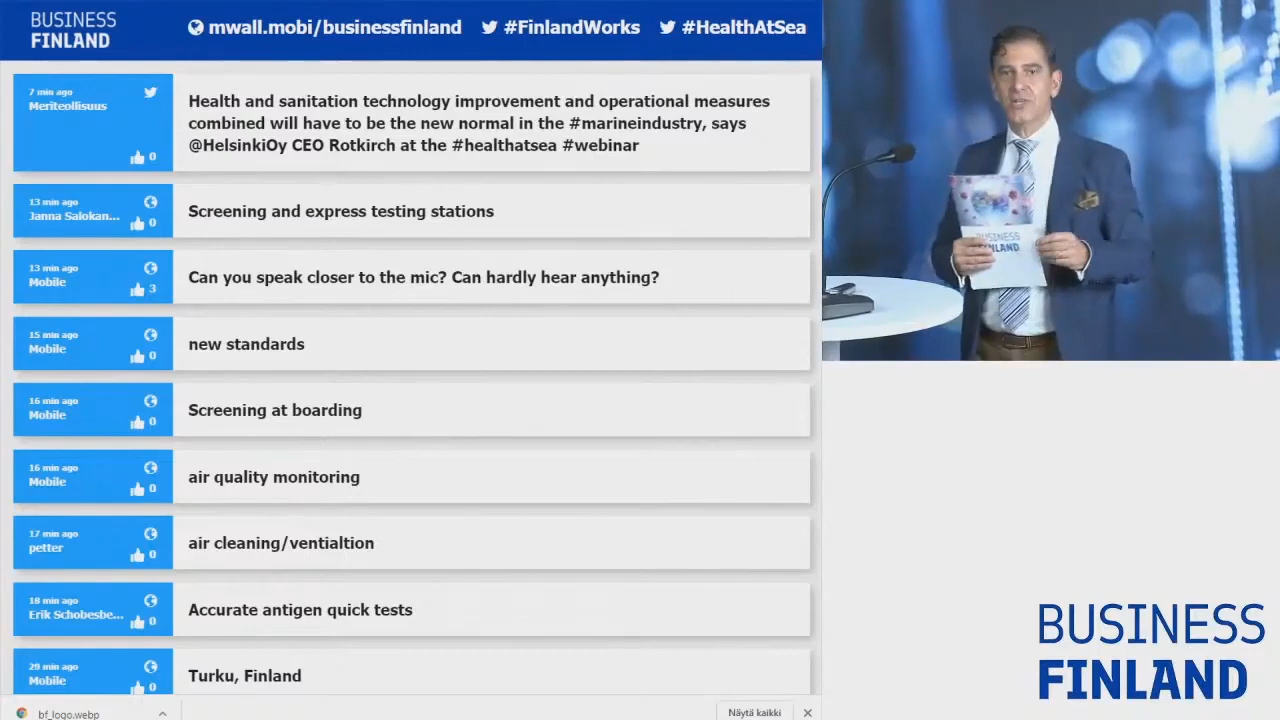 BUSINESS
FINLAND
mwall.mobi/businessfinland #FinlandWorks #HealthAtSea
7 min ago
Meriteollisuus
0
Health and sanitation technology improvement and operational measures
combined will have to be the new normal in the #marineindustry, says
@HelsinkiOy CEO Rotkirch at the #healthatsea #webinar
13 min ago
Janna Salokan...
0
Screening and express testing stations
13 min ago
Mobile
3
Can you speak closer to the mic? Can hardly hear anything?
15 min ago
Mobile
0
new standards
16 min ago
Mobile
0
Screening at boarding
16 min ago
Mobile
0
air quality monitoring
17 min ago
petter
0
air cleaning/ventialtion
18 min ago
Erik Schobesbe...
0
Accurate antigen quick tests
29 min ago
Mobile
0
Turku, Finland
bf_logo.webp
Näytä kaikki
BUSINESS
FINLAND
BUSINESS
FINLAND